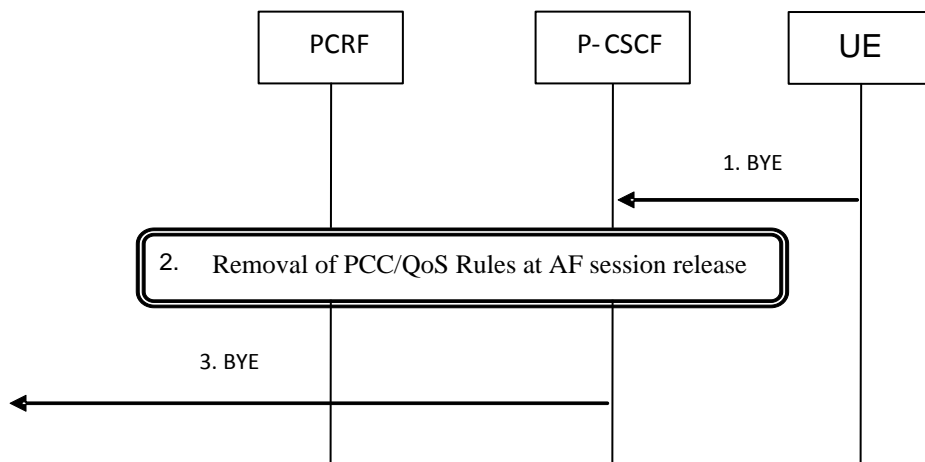 PCRF
P-CSCF
UE
1. BYE
2. Removal of PCC/QoS Rules at AF session release
3. BYE